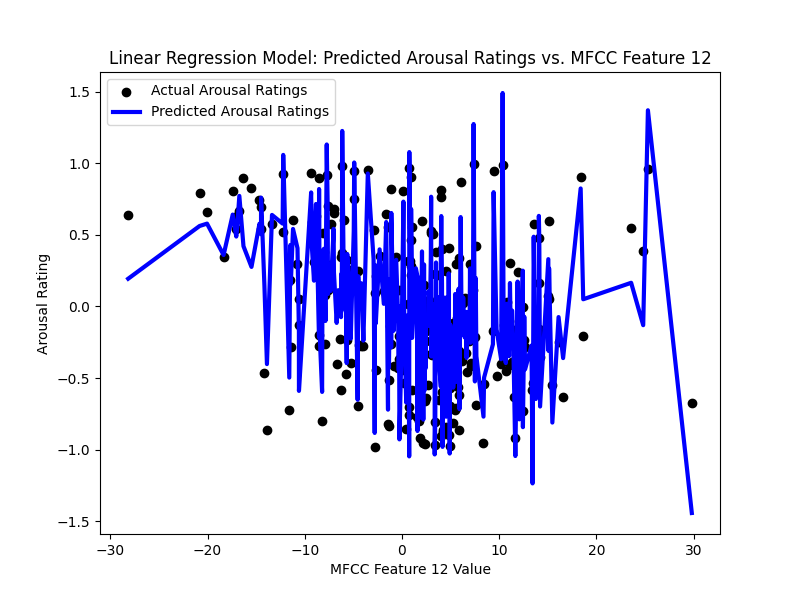 Linear Regression Model: Predicted Arousal Ratings vs. MFCC Feature 12
Actual Arousal Ratings
Predicted Arousal Ratings
1.5
1.0
0.5
0.0
−0.5
−1.0
−1.5
Arousal Rating
−30 −20 −10 0 10 20 30
MFCC Feature 12 Value